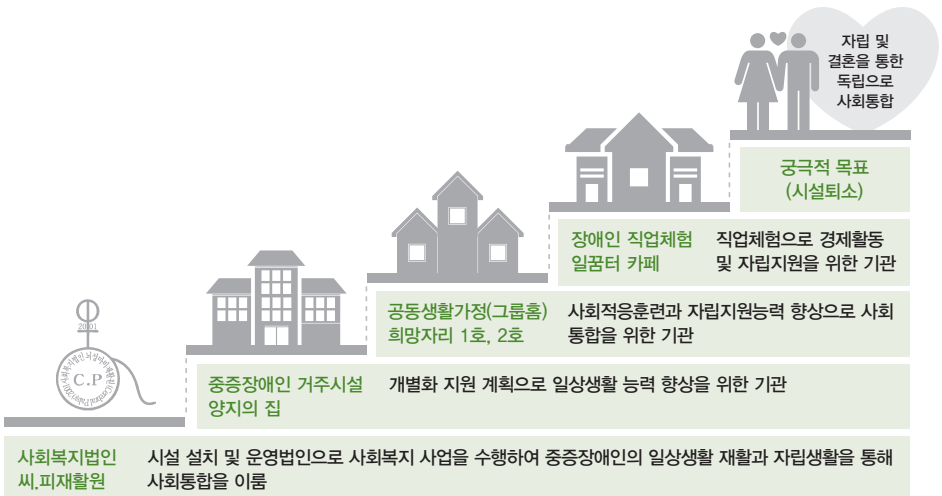 자립 및
결혼을 통한
독립으로
사회통합
궁극적 목표
(시설퇴소)
장애인 직업체험
일꿈터 카페
직업체험으로 경제활동
및 자립지원을 위한 기관
공동생활가정(그룹홈)
희망자리 1호, 2호
사회적응훈련과 자립지원능력 향상으로 사회
통합을 위한 기관
중증장애인 거주시설
양지의 집
개별화 지원 계획으로 일상생활 능력 향상을 위한 기관
2001
C.P
사회복지법인
씨.피재활원
시설 설치 및 운영법인으로 사회복지 사업을 수행하여 중증장애인의 일상생활 재활과 자립생활을 통해
사회통합을 이룸